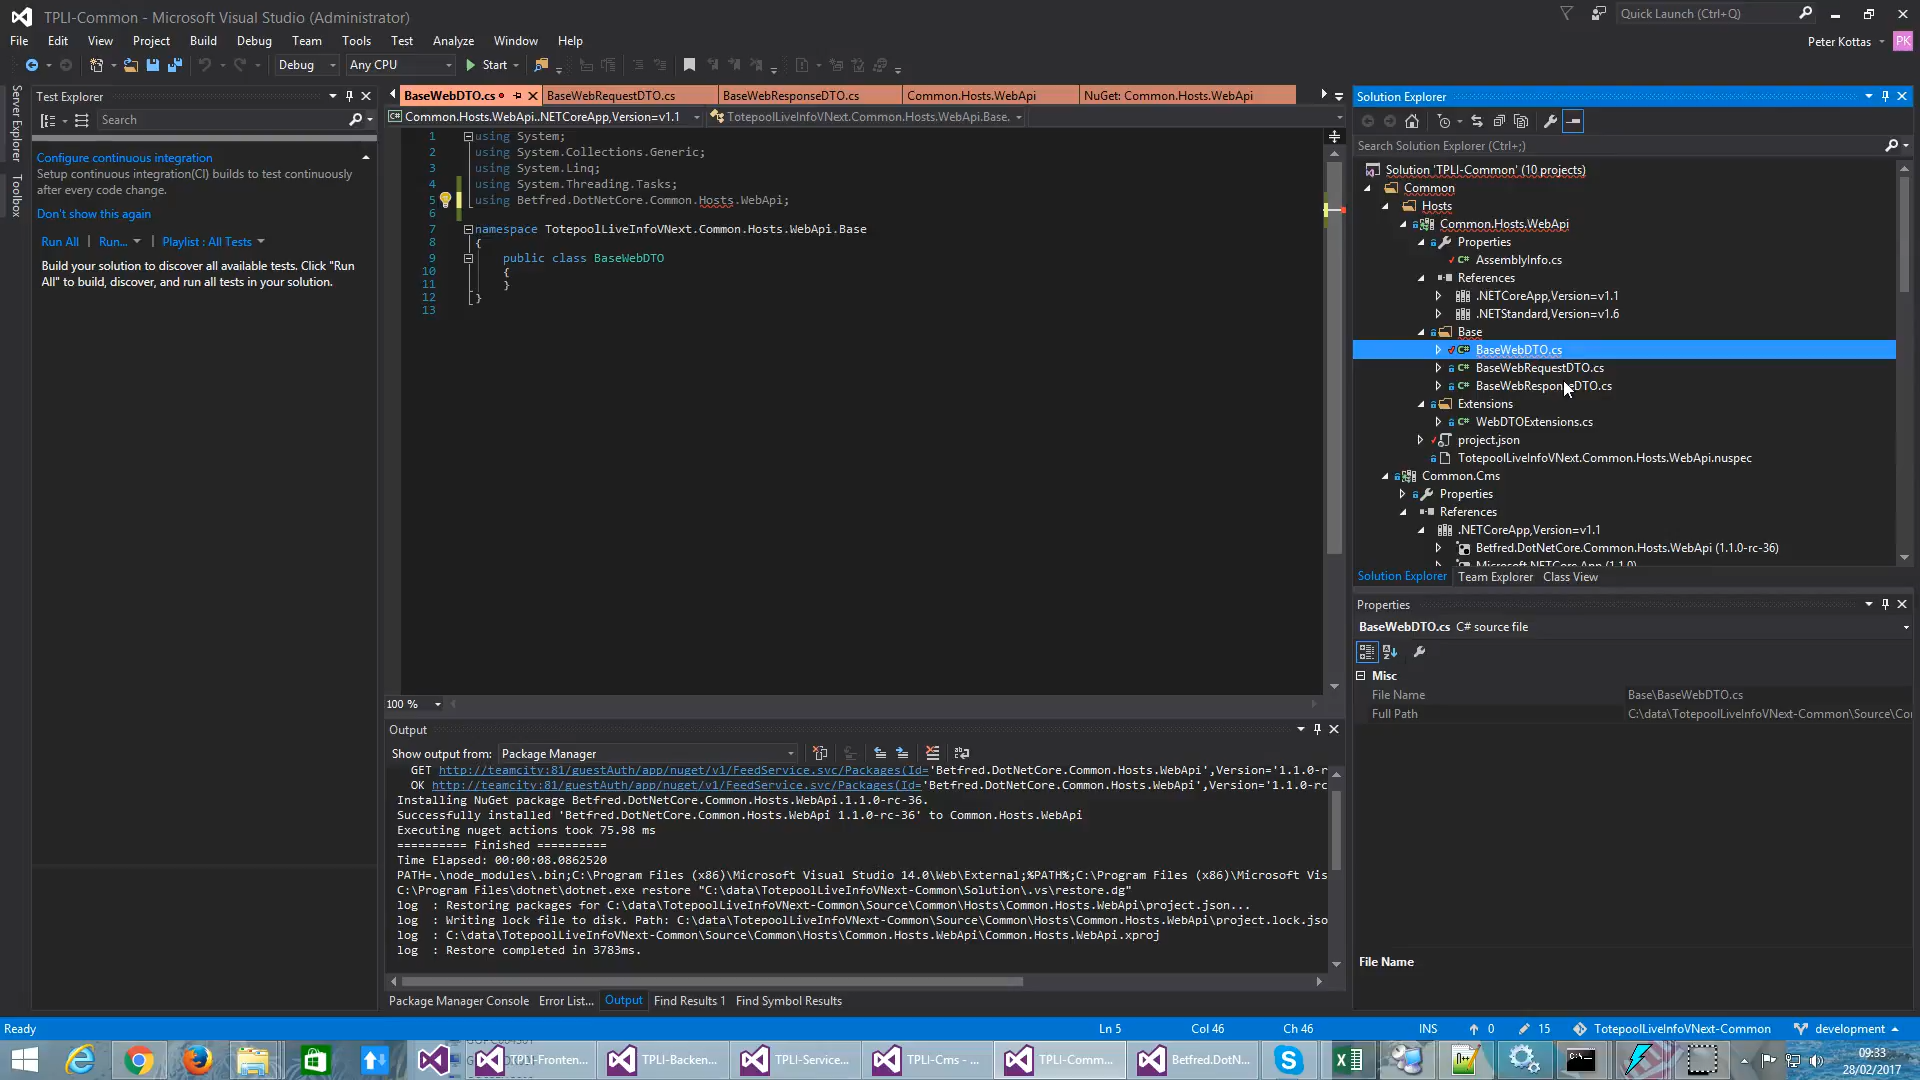 TPLI-Common - Microsoft Visual Studio (Administrator)
Quick Launch (Ctrl+Q)
File Edit View Project Build Debug Team Tools Test Analyze Window Help
Peter Kottas PK
Debug Any CPU Start
Server Explorer
Toolbox
Test Explorer
Search
Configure continuous integration
Setup continuous integration(CI) builds to test continuously
after every code change.
Don't show this again
Run All | Run... | Playlist : All Tests
Build your solution to discover all available tests. Click "Run
All" to build, discover, and run all tests in your solution.
BaseWebDTO.cs BaseWebRequestDTO.cs BaseWebResponseDTO.cs Common.Hosts.WebApi NuGet: Common.Hosts.WebApi
Common.Hosts.WebApi..NETCoreApp,Version=v1.1 TotepoolLiveInfoVNext.Common.Hosts.WebApi.Base.
1 using System;
2 using System.Collections.Generic;
3 using System.Linq;
4 using System.Threading.Tasks;
5 using Betfred.DotNetCore.Common.Hosts.WebApi;
6
7 namespace TotepoolLiveInfoVNext.Common.Hosts.WebApi.Base
8 {
9 public class BaseWebDTO
10 {
11 }
12 }
13
100 %
Output
Show output from: Package Manager
GET http://teamcity:81/guestAuth/app/nuget/v1/FeedService.svc/Packages(Id='Betfred.DotNetCore.Common.Hosts.WebApi',Version='1.1.0-r
OK http://teamcity:81/guestAuth/app/nuget/v1/FeedService.svc/Packages(Id='Betfred.DotNetCore.Common.Hosts.WebApi',Version='1.1.0-rc
Installing NuGet package Betfred.DotNetCore.Common.Hosts.WebApi.1.1.0-rc-36.
Successfully installed 'Betfred.DotNetCore.Common.Hosts.WebApi 1.1.0-rc-36' to Common.Hosts.WebApi
Executing nuget actions took 75.98 ms
========== Finished ==========
Time Elapsed: 00:00:08.0862520
PATH=.\node_modules\.bin;C:\Program Files (x86)\Microsoft Visual Studio 14.0\Web\External;%PATH%;C:\Program Files (x86)\Microsoft Vis
C:\Program Files\dotnet\dotnet.exe restore "C:\data\TotepoolLiveInfoVNext-Common\Solution\.vs\restore.dg"
log : Restoring packages for C:\data\TotepoolLiveInfoVNext-Common\Source\Common\Hosts\Common.Hosts.WebApi\project.json...
log : Writing lock file to disk. Path: C:\data\TotepoolLiveInfoVNext-Common\Source\Common\Hosts\Common.Hosts.WebApi\project.lock.jso
log : C:\data\TotepoolLiveInfoVNext-Common\Source\Common\Hosts\Common.Hosts.WebApi\Common.Hosts.WebApi.xproj
log : Restore completed in 3783ms.
Package Manager Console Error List... Output Find Results 1 Find Symbol Results
Solution Explorer
Search Solution Explorer (Ctrl+;)
Solution 'TPLI-Common' (10 projects)
Common
Hosts
Common.Hosts.WebApi
Properties
AssemblyInfo.cs
References
.NETCoreApp,Version=v1.1
.NETStandard,Version=v1.6
Base
BaseWebDTO.cs
BaseWebRequestDTO.cs
BaseWebResponseDTO.cs
Extensions
WebDTOExtensions.cs
project.json
TotepoolLiveInfoVNext.Common.Hosts.WebApi.nuspec
Common.Cms
Properties
References
.NETCoreApp,Version=v1.1
Betfred.DotNetCore.Common.Hosts.WebApi (1.1.0-rc-36)
Microsoft.NETCore.App (1.1.0)
Solution Explorer Team Explorer Class View
Properties
BaseWebDTO.cs C# source file
Misc
File Name Base\BaseWebDTO.cs
Full Path C:\data\TotepoolLiveInfoVNext-Common\Source\Co
File Name
Ready Ln 5 Col 46 Ch 46 INS 0 15 TotepoolLiveInfoVNext-Common development
TPLI-Fronten... TPLI-Backen... TPLI-Service... TPLI-Cms - ... TPLI-Comm... Betfred.DotN...
09:33
28/02/2017